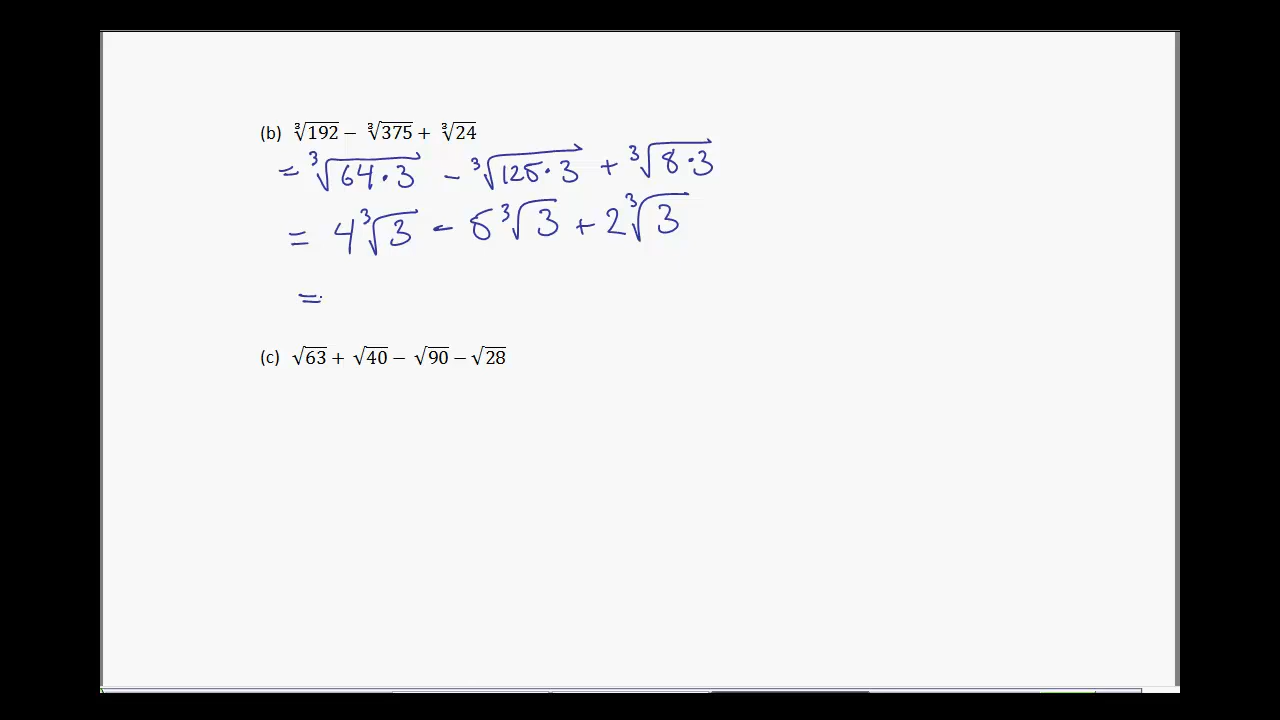 (b) ∛192 − ∛375 + ∛24
= ∛64·3 - ∛125·3 + ∛8·3
= 4∛3 - 5∛3 + 2∛3
=
(c) √63 + √40 − √90 − √28